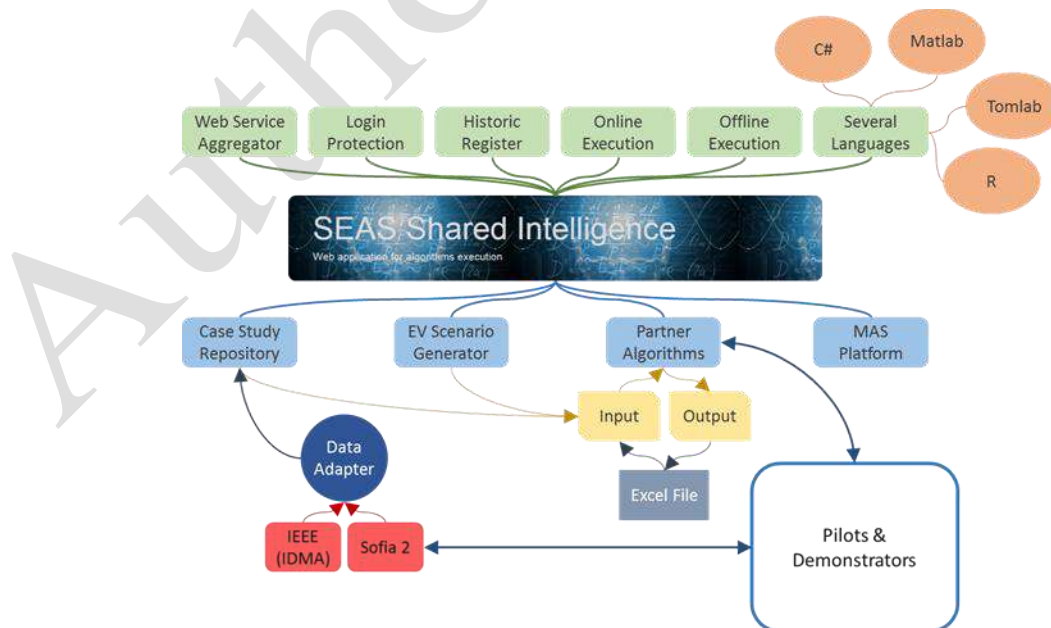 C#
Matlab
Tomlab
R
Web Service
Aggregator
Login
Protection
Historic
Register
Online
Execution
Offline
Execution
Several
Languages
SEAS Shared Intelligence
Web application for algorithms execution
Case Study
Repository
EV Scenario
Generator
Partner
Algorithms
MAS
Platform
Input
Output
Data
Adapter
Excel File
IEEE
(IDMA)
Sofia 2
Pilots &
Demonstrators
Autho